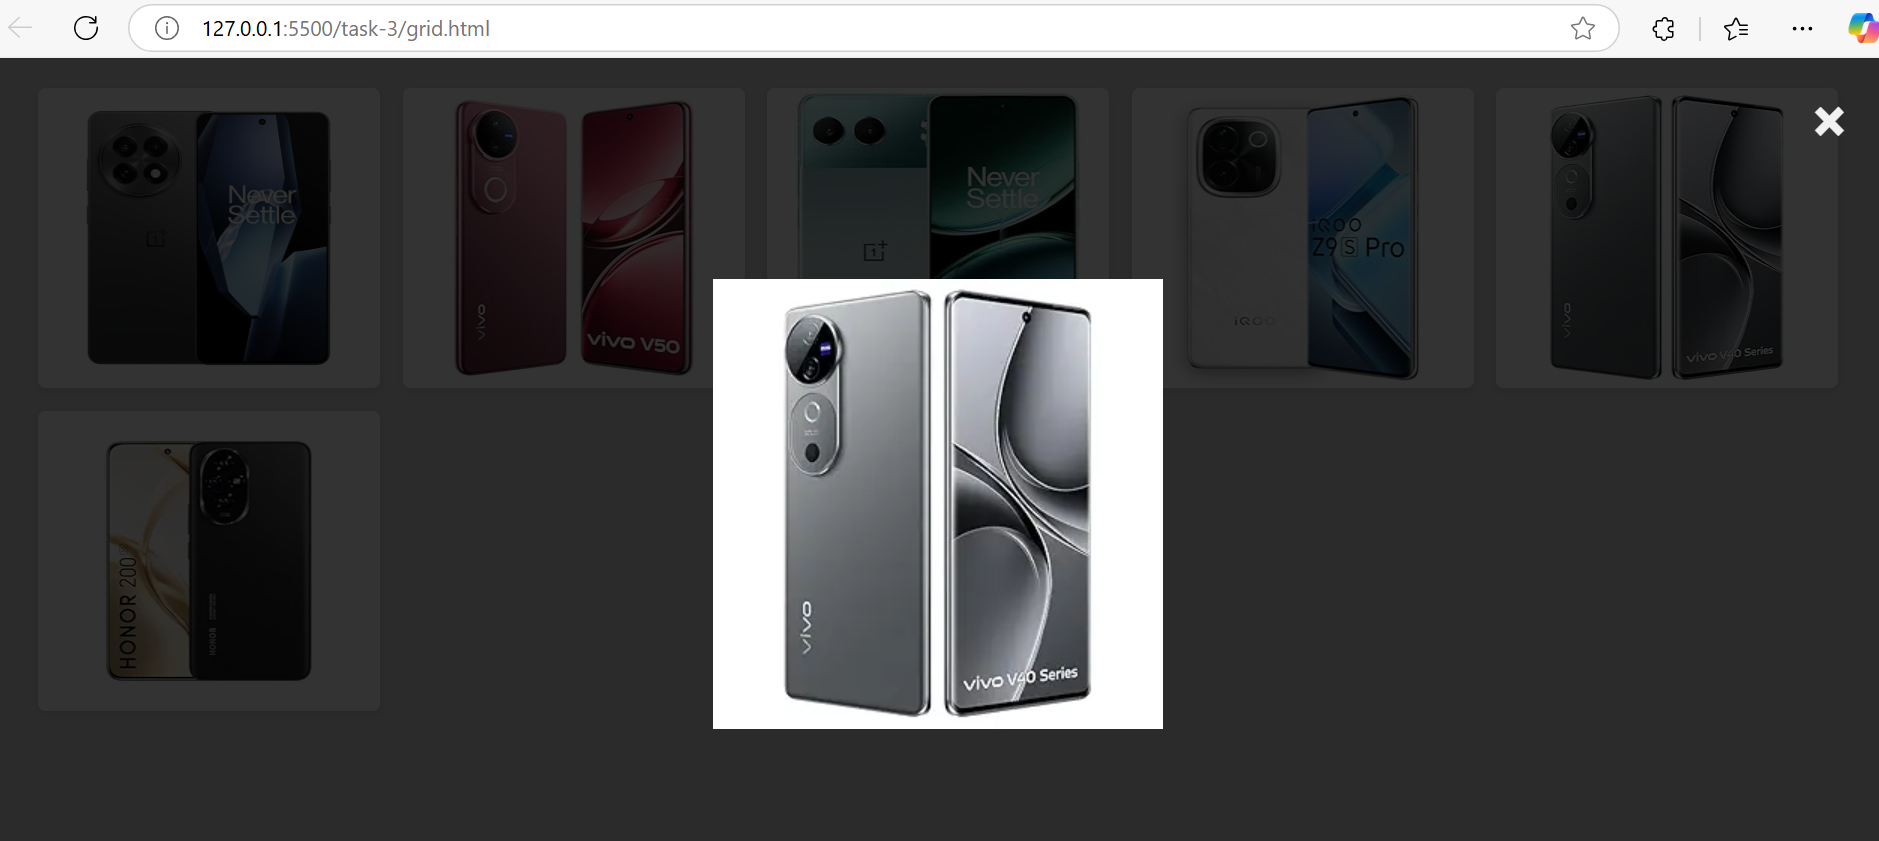 127.0.0.1:5500/task-3/grid.html
Never
Settle
vivo
vivo V50
Never
Settle
iQOO
Z9S Pro
iQOO
vivo
vivo V40 Series
vivo
vivo V40 Series
HONOR 200
HONOR